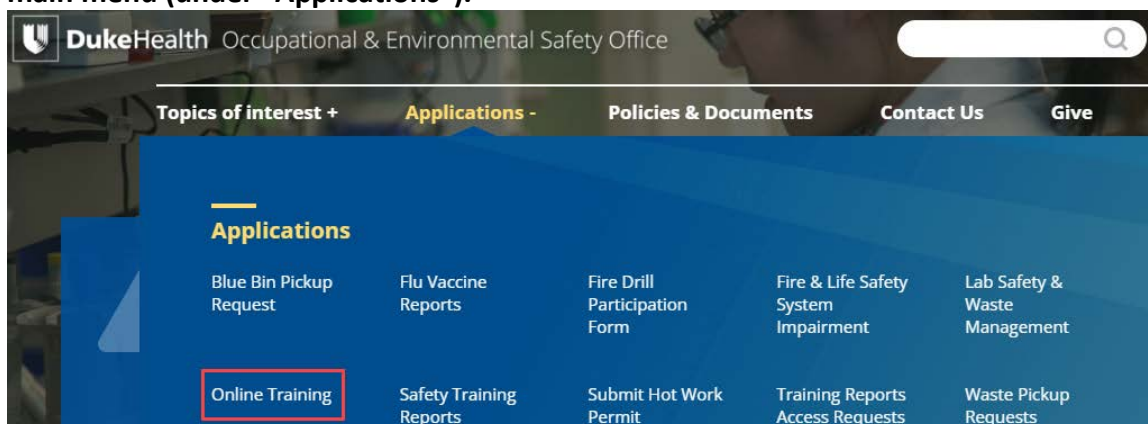 main menu (under "Applications").
DukeHealth Occupational & Environmental Safety Office
Topics of interest + Applications - Policies & Documents Contact Us Give
Applications
Blue Bin Pickup Flu Vaccine Fire Drill Fire & Life Safety Lab Safety &
Request Reports Participation System Waste
Form Impairment Management
Online Training Safety Training Submit Hot Work Training Reports Waste Pickup
Reports Permit Access Requests Requests